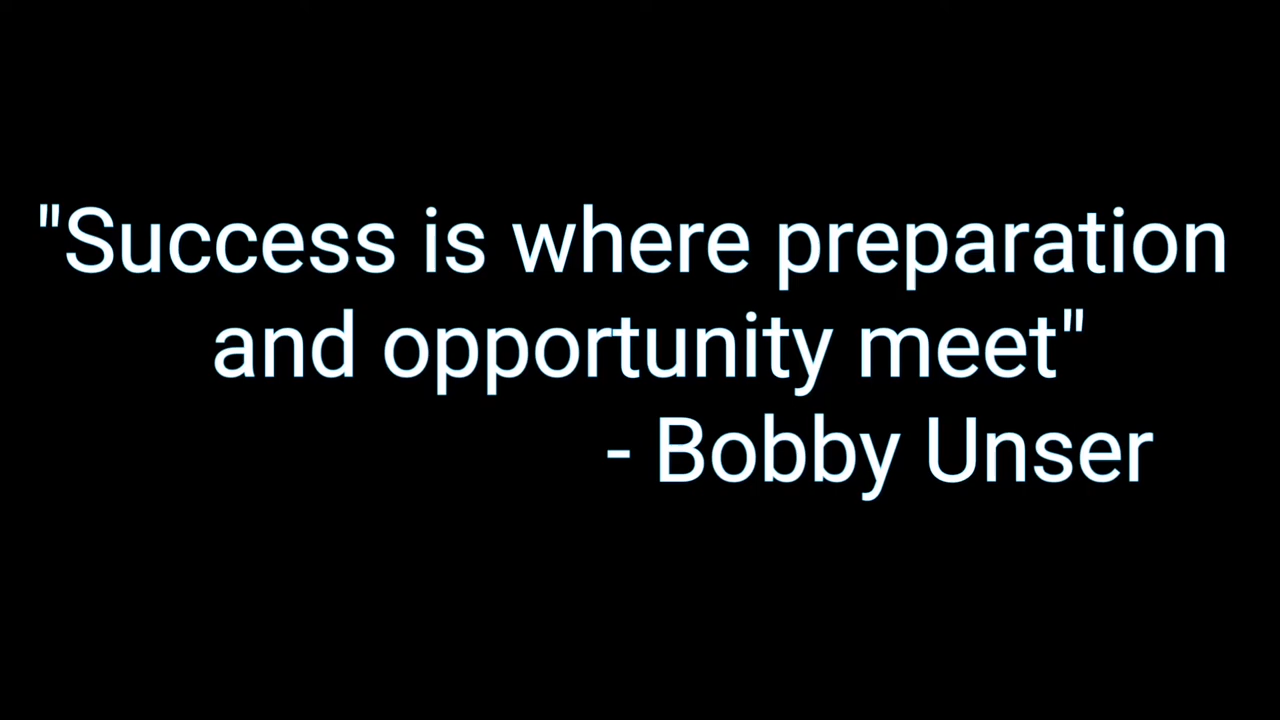 "Success is where preparation
and opportunity meet"
- Bobby Unser